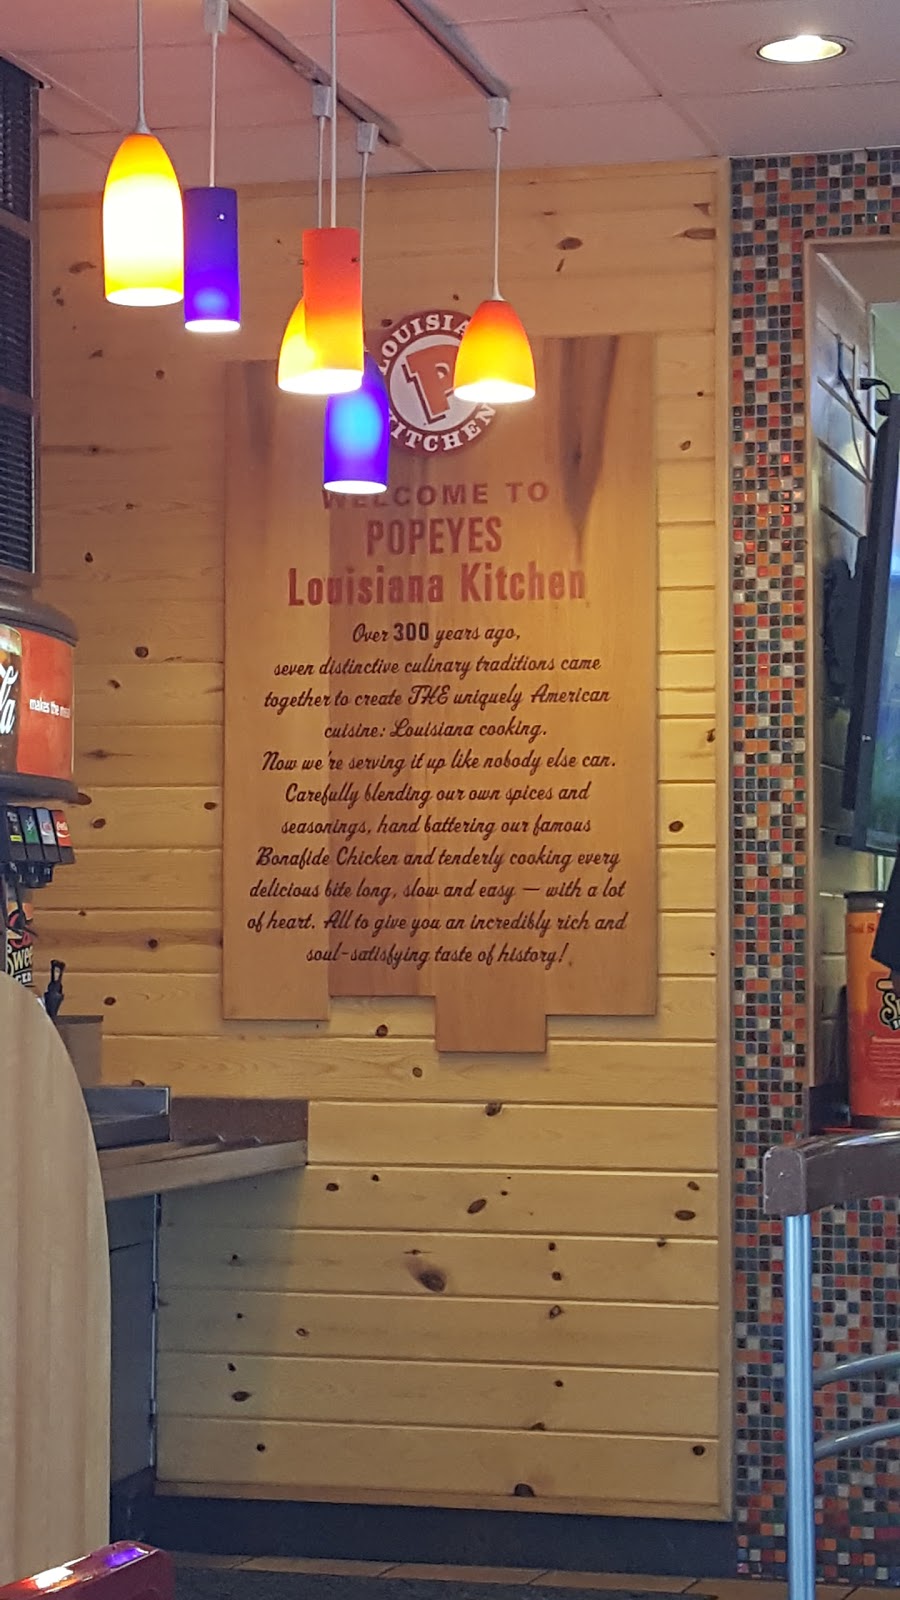 LOUISIA
P
KITCHEN
WELCOME TO
POPEYES
Louisiana Kitchen
Over 300 years ago,
seven distinctive culinary traditions came
together to create THE uniquely American
cuisine: Louisiana cooking.
Now we're serving it up like nobody else can.
Carefully blending our own spices and
seasonings, hand battering our famous
Bonafide Chicken and tenderly cooking every
delicious bite long, slow and easy — with a lot
of heart. All to give you an incredibly rich and
soul-satisfying taste of history!
makes the meal